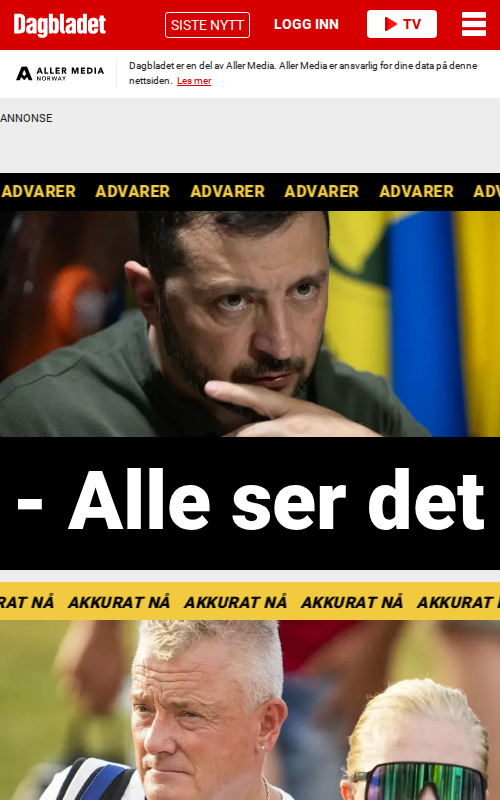 Dagbladet
SISTE NYTT
LOGG INN
TV
ALLER MEDIA
NORWAY
Dagbladet er en del av Aller Media. Aller Media er ansvarlig for dine data på denne
nettsiden. Les mer
ANNONSE
ADVARER ADVARER ADVARER ADVARER ADVARER ADV
- Alle ser det
RAT NÅ AKKURAT NÅ AKKURAT NÅ AKKURAT NÅ AKKURAT